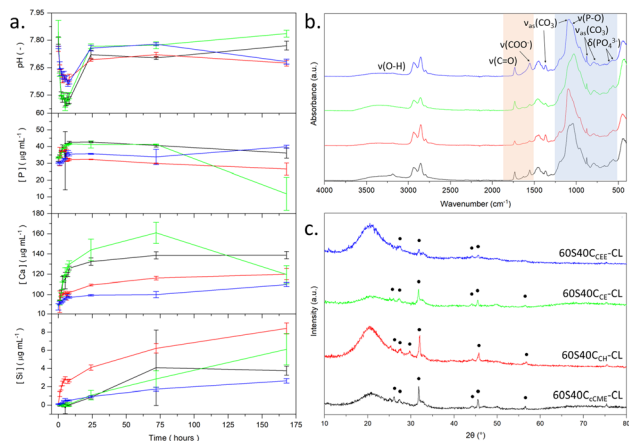 a.
7.95
7.80
7.65
7.50
pH ( - )
60
50
40
30
20
10
0
[ P ] ( µg mL⁻¹ )
160
140
120
100
10
[ Ca ] ( µg mL⁻¹ )
8
6
4
2
0
[ Si ] ( µg mL⁻¹ )
0 25 50 75 100 125 150 175
Time ( hours )
b.
ν(P-O)
νas(CO3)
νas(CO3)
ν(COO⁻)
δ(PO4³⁻)
ν(O-H)
ν(C=O)
Absorbance (a.u.)
4000 3500 3000 2500 2000 1500 1000 500
Wavenumber (cm⁻¹)
c.
60S40CCEE-CL
60S40CCE-CL
60S40CCH-CL
60S40CcCME-CL
Intensity (a.u.)
10 20 30 40 50 60 70 80
2θ (°)